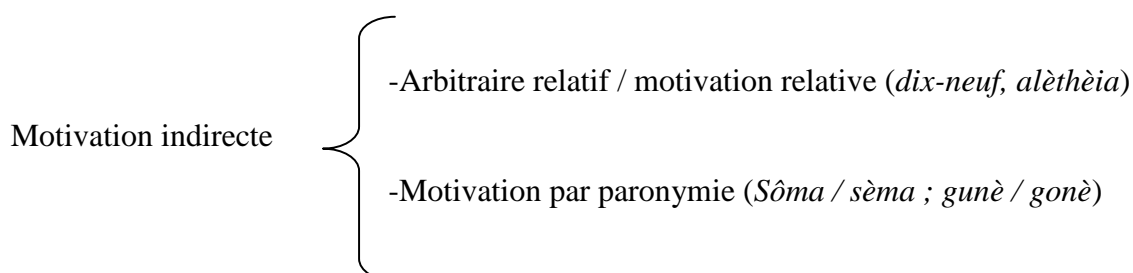 -Arbitraire relatif / motivation relative (dix-neuf, alèthèia)
Motivation indirecte
-Motivation par paronymie (Sôma / sèma ; gunè / gonè)